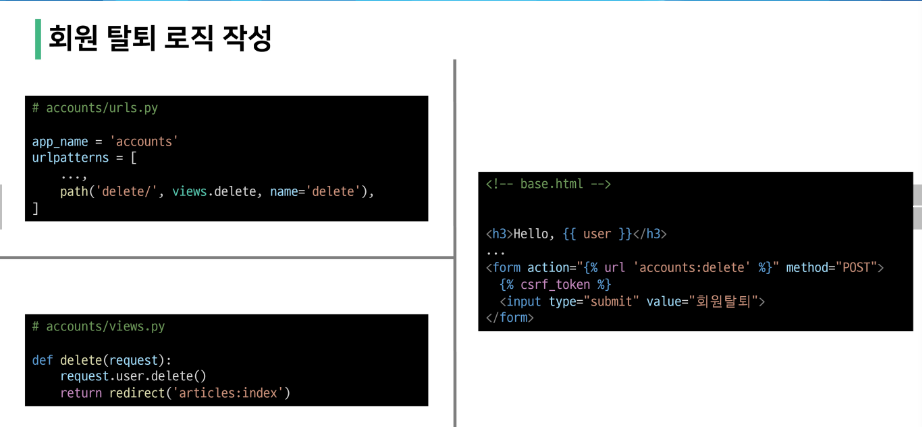 회원 탈퇴 로직 작성
# accounts/urls.py
app_name = 'accounts'
urlpatterns = [
    ...,
    path('delete/', views.delete, name='delete'),
]
# accounts/views.py
def delete(request):
    request.user.delete()
    return redirect('articles:index')
<!-- base.html -->
<h3>Hello, {{ user }}</h3>
...
<form action="{% url 'accounts:delete' %}" method="POST">
  {% csrf_token %}
  <input type="submit" value="회원탈퇴">
</form>